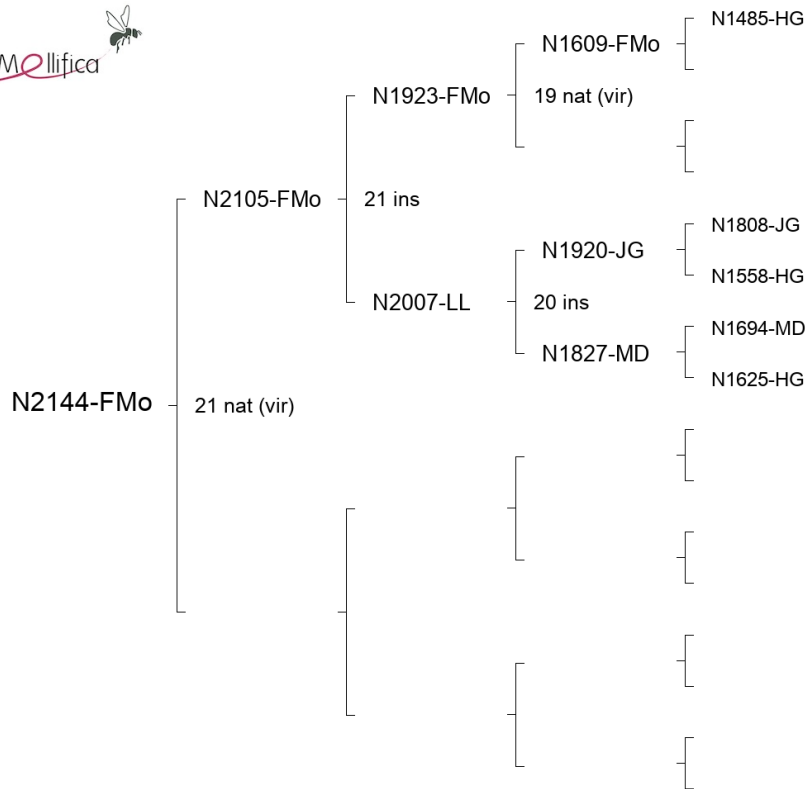 Mellifica
N1485-HG
N1609-FMo
N1923-FMo
19 nat (vir)
N2105-FMo
21 ins
N1808-JG
N1920-JG
N1558-HG
N2007-LL
20 ins
N1694-MD
N1827-MD
N1625-HG
N2144-FMo
21 nat (vir)